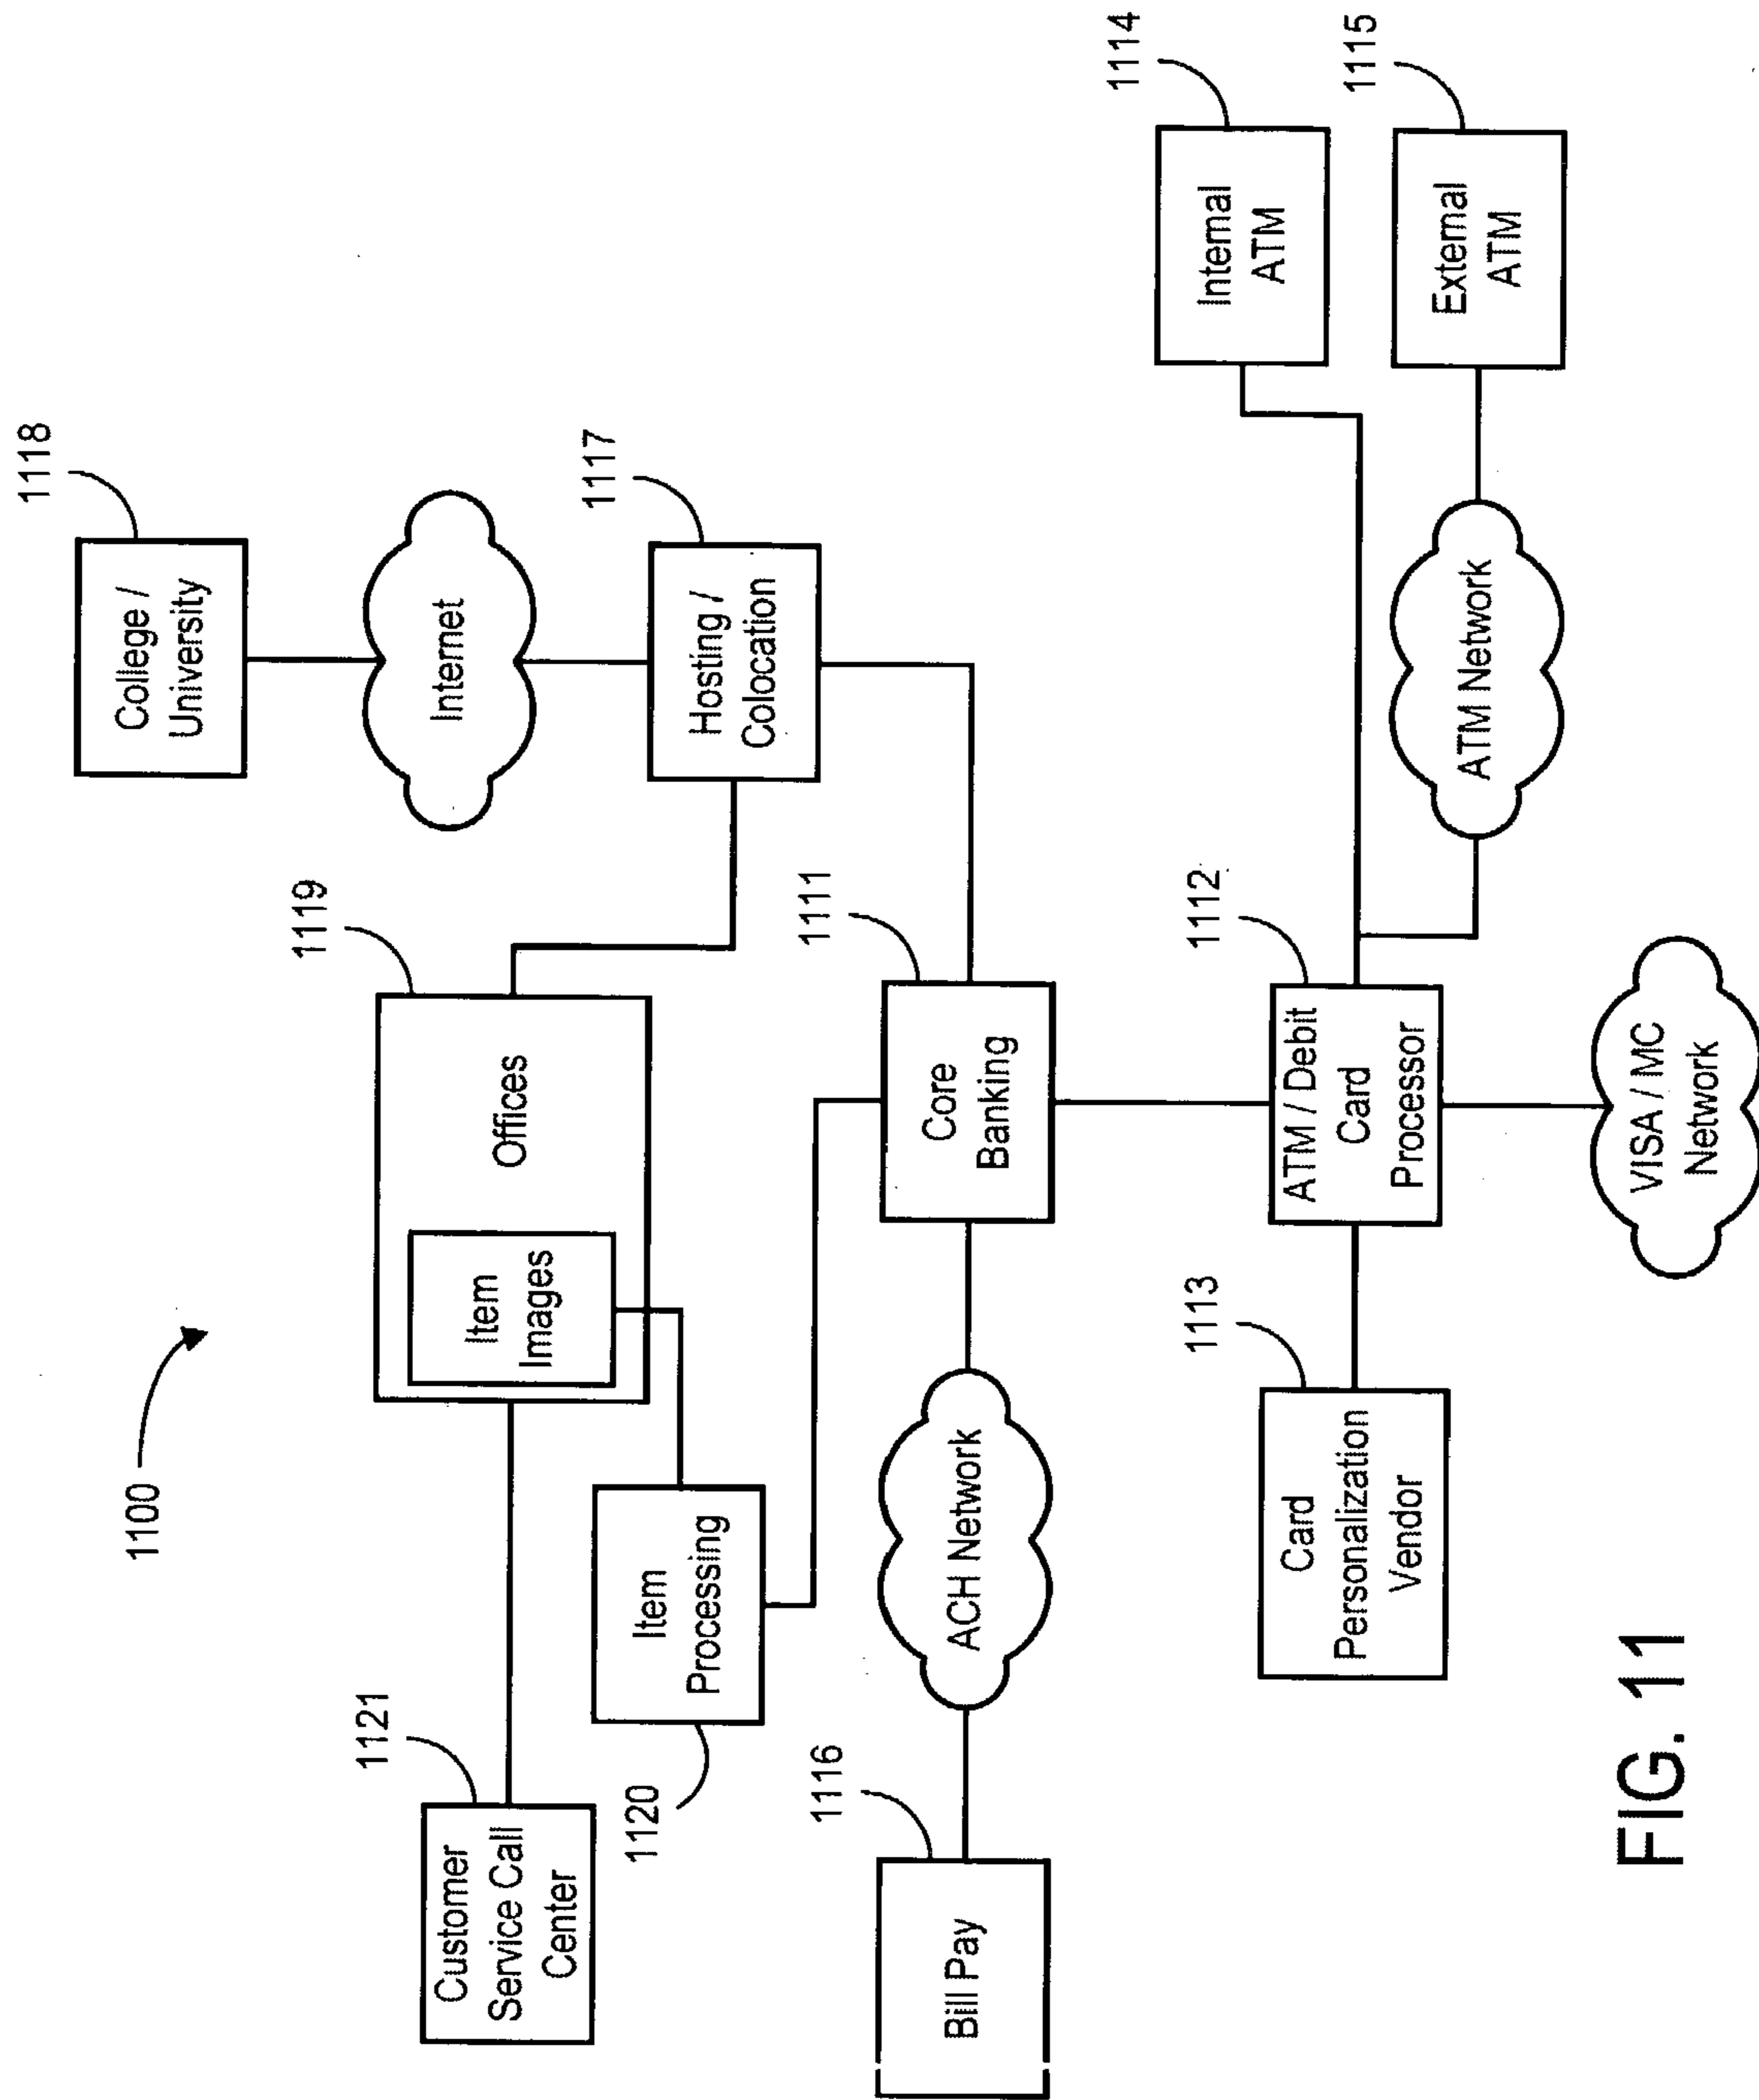 1100
1118
College /
University
Internet
1117
Hosting /
Colocation
1119
Offices
Item
Images
1121
Customer
Service Call
Center
Item
Processing
1120
1111
Core
Banking
ACH Network
1116
Bill Pay
1112
ATM / Debit
Card
Processor
1113
Card
Personalization
Vendor
1114
Internal
ATM
1115
External
ATM
ATM Network
VISA / MC
Network
FIG. 11